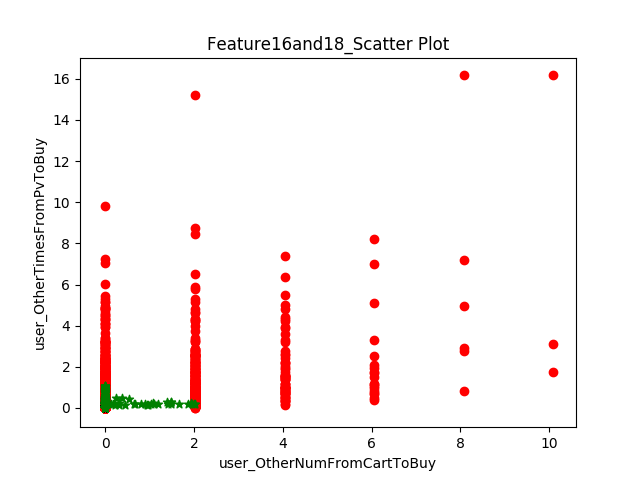 Feature16and18_Scatter Plot
user_OtherTimesFromPvToBuy
16
14
12
10
8
6
4
2
0
0 2 4 6 8 10
user_OtherNumFromCartToBuy